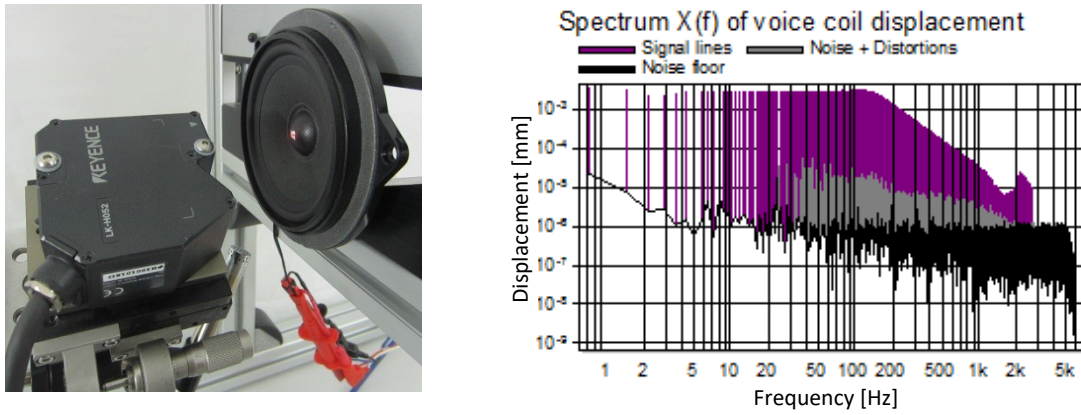 KEYENCE
LK-H052
Spectrum X(f) of voice coil displacement
Signal lines
Noise + Distortions
Noise floor
Displacement [mm]
10⁻³
10⁻⁴
10⁻⁵
10⁻⁶
10⁻⁷
10⁻⁸
10⁻⁹
1 2 5 10 20 50 100 200 500 1k 2k 5k
Frequency [Hz]